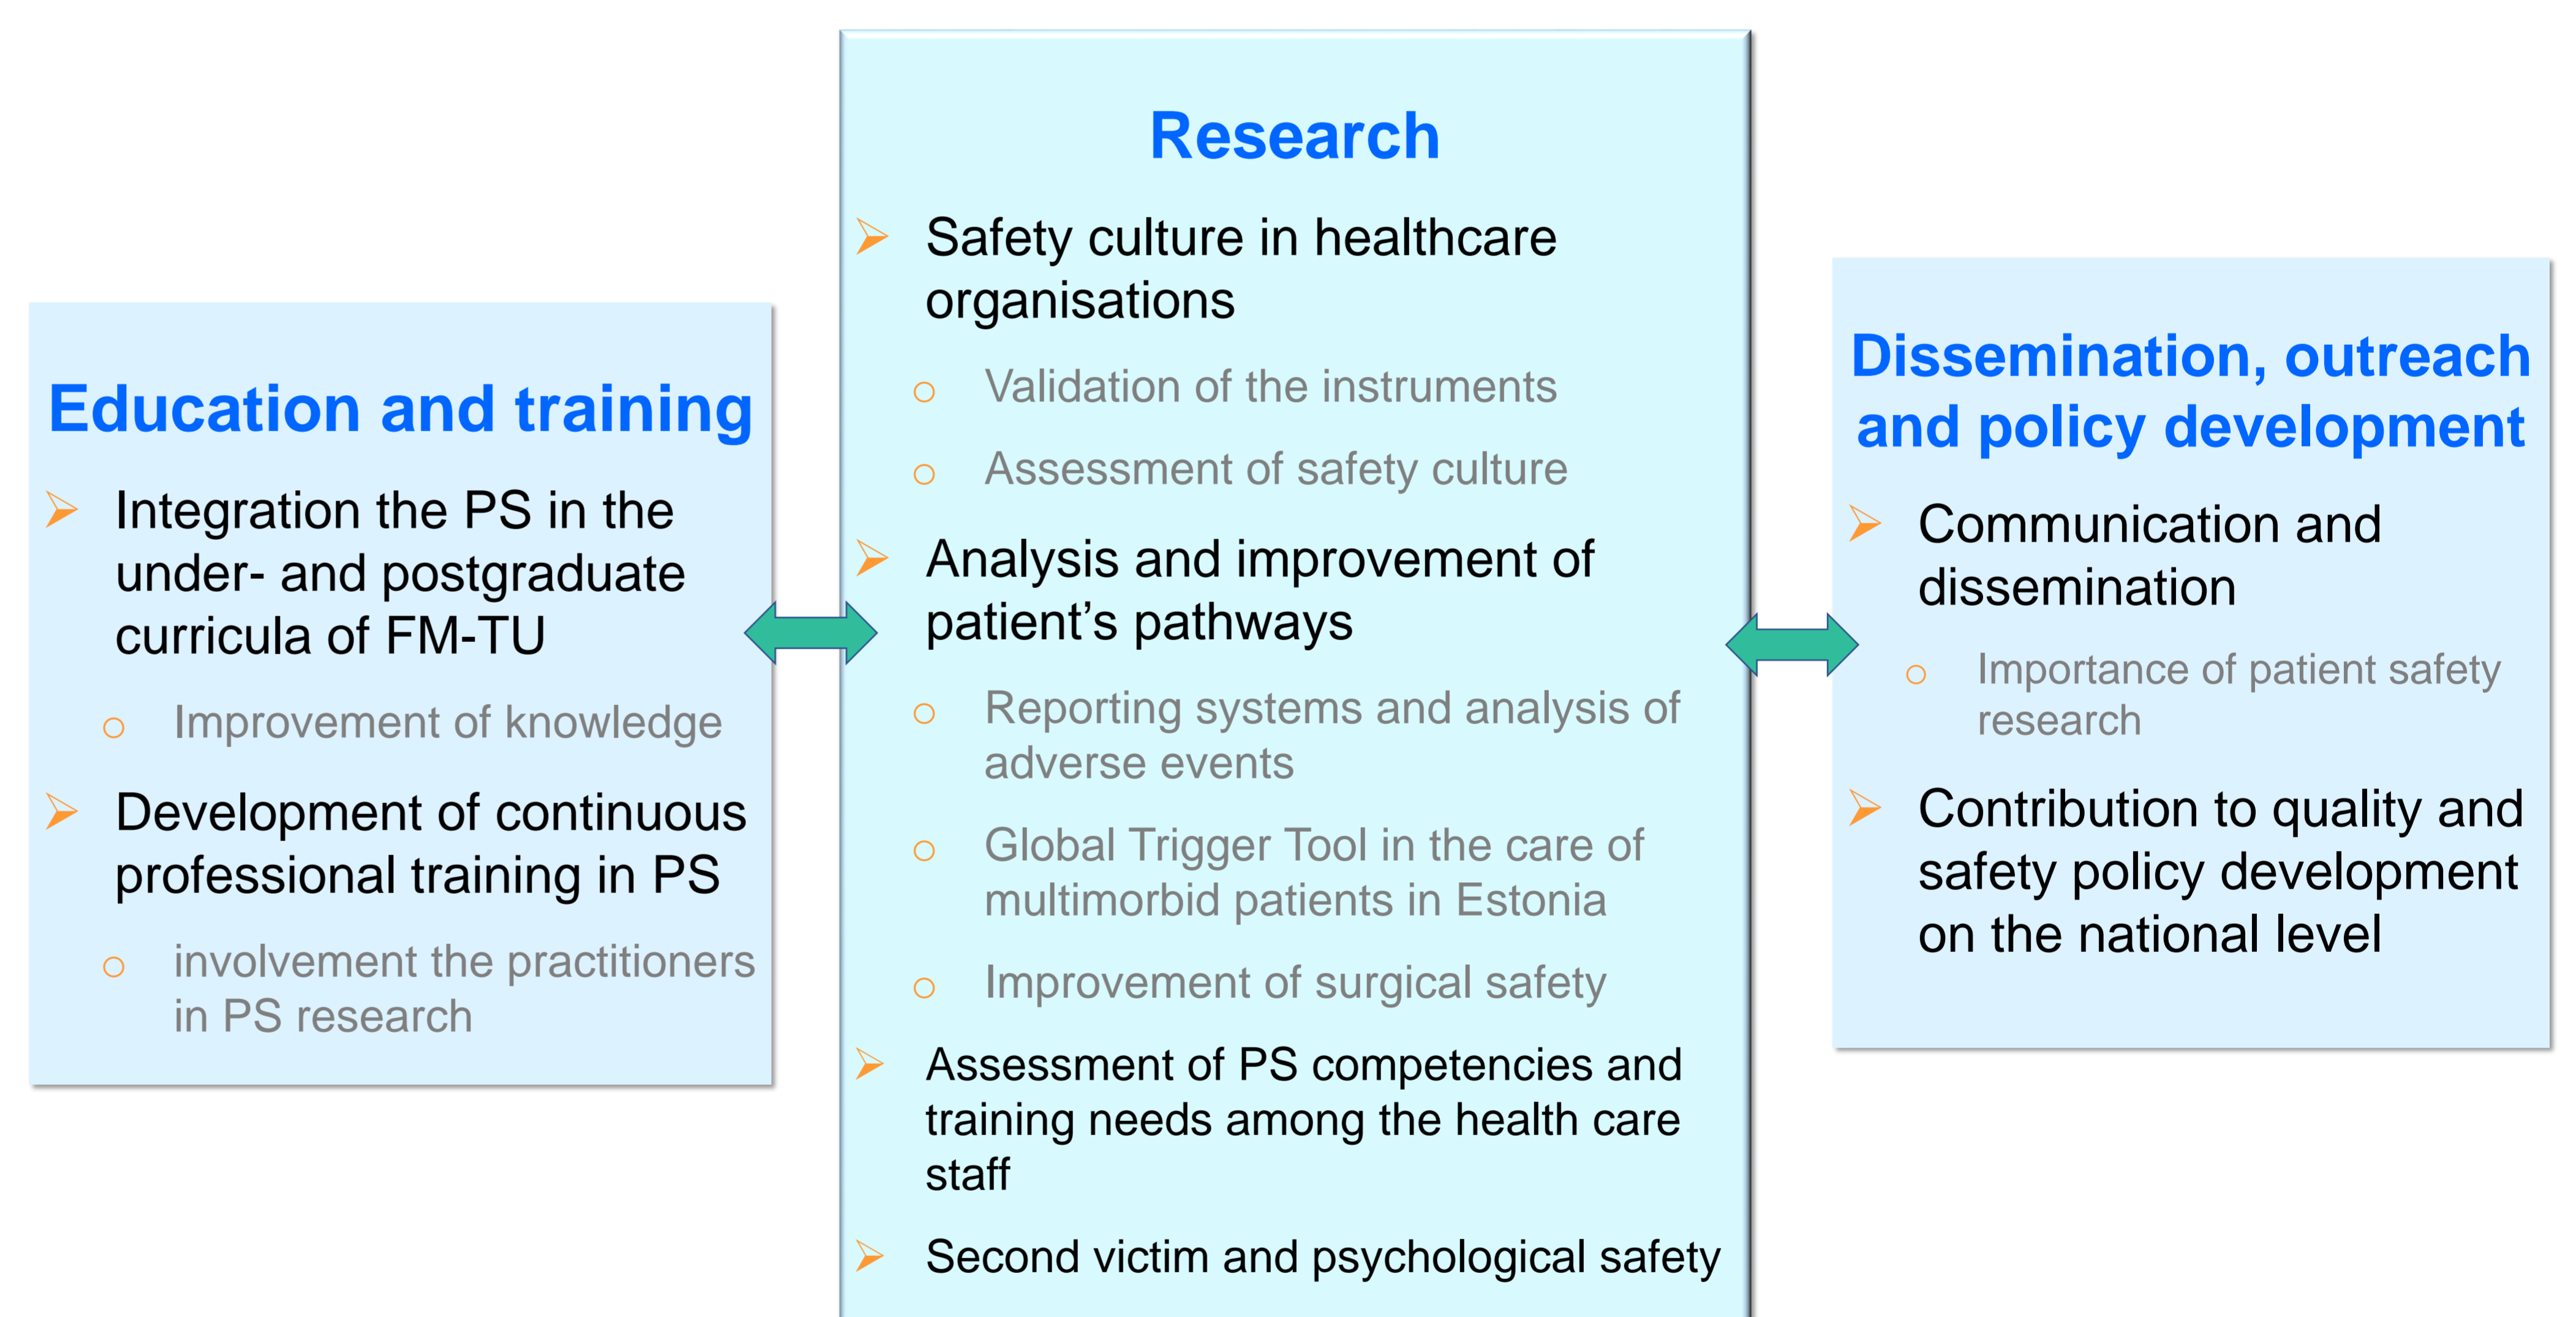 Education and training
Integration the PS in the
under- and postgraduate
curricula of FM-TU
Improvement of knowledge
Development of continuous
professional training in PS
involvement the practitioners
in PS research
Research
Safety culture in healthcare
organisations
Validation of the instruments
Assessment of safety culture
Analysis and improvement of
patient’s pathways
Reporting systems and analysis of
adverse events
Global Trigger Tool in the care of
multimorbid patients in Estonia
Improvement of surgical safety
Assessment of PS competencies and
training needs among the health care
staff
Second victim and psychological safety
Dissemination, outreach
and policy development
Communication and
dissemination
Importance of patient safety
research
Contribution to quality and
safety policy development
on the national level